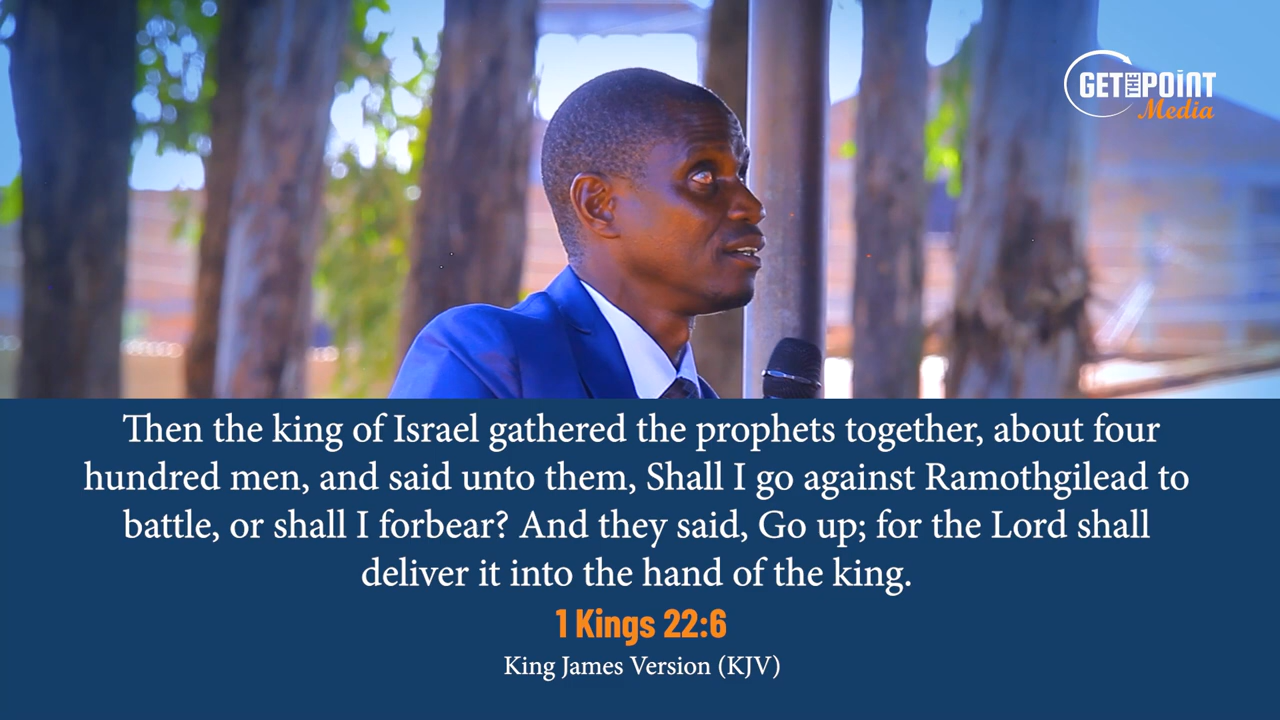 GET THE POINT
Media
Then the king of Israel gathered the prophets together, about four
hundred men, and said unto them, Shall I go against Ramothgilead to
battle, or shall I forbear? And they said, Go up; for the Lord shall
deliver it into the hand of the king.
1 Kings 22:6
King James Version (KJV)